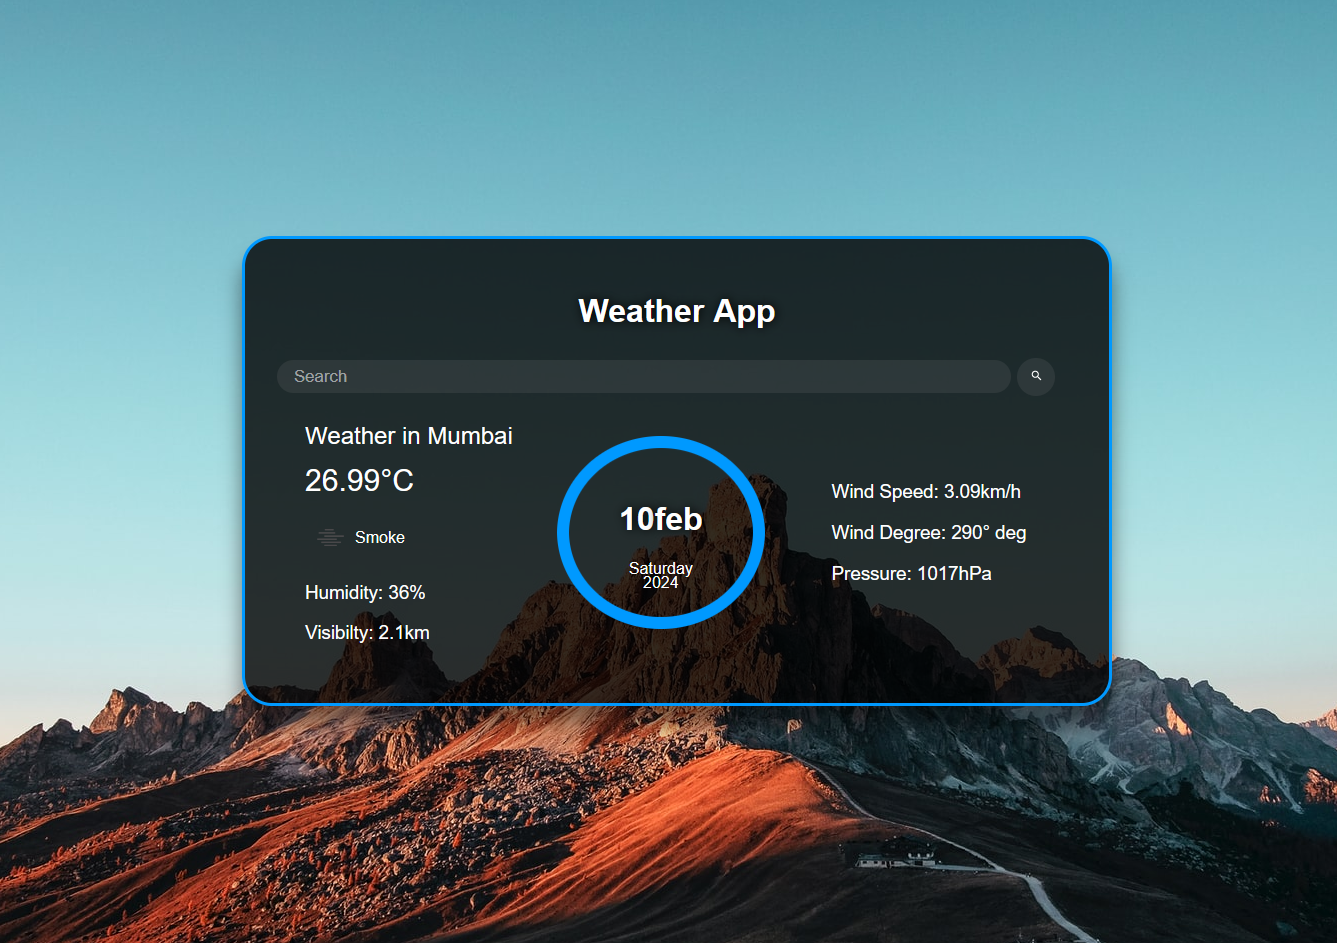 Weather App
Search
Weather in Mumbai
26.99°C
Smoke
Humidity: 36%
Visibilty: 2.1km
10feb
Saturday
2024
Wind Speed: 3.09km/h
Wind Degree: 290° deg
Pressure: 1017hPa